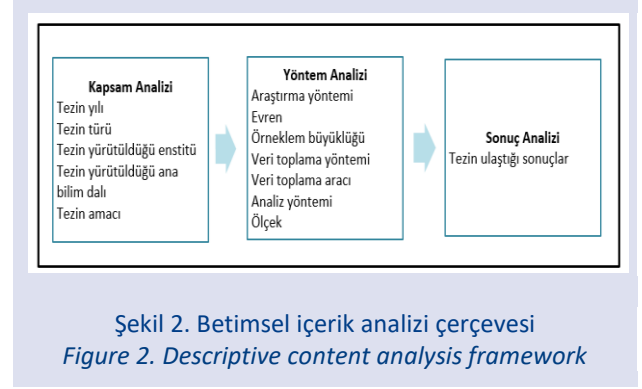 Kapsam Analizi
Tezin yılı
Tezin türü
Tezin yürütüldüğü enstitü
Tezin yürütüldüğü ana
bilim dalı
Tezin amacı
Yöntem Analizi
Araştırma yöntemi
Evren
Örneklem büyüklüğü
Veri toplama yöntemi
Veri toplama aracı
Analiz yöntemi
Ölçek
Sonuç Analizi
Tezin ulaştığı sonuçlar
Şekil 2. Betimsel içerik analizi çerçevesi
Figure 2. Descriptive content analysis framework